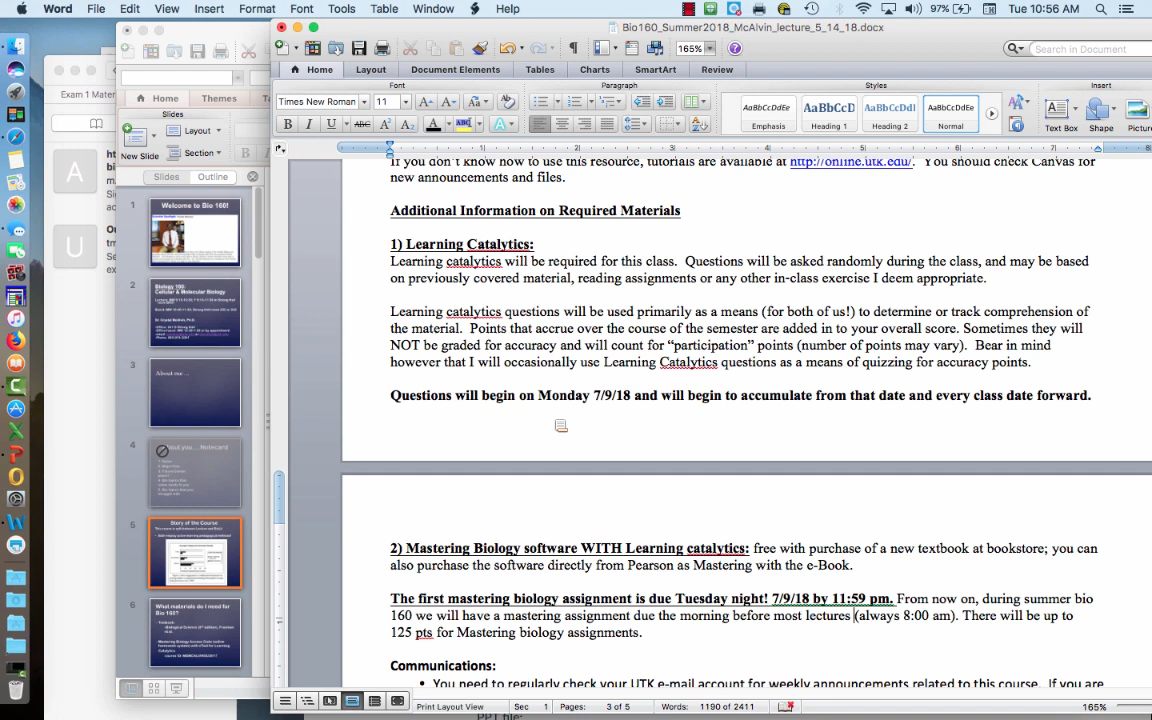 Word File Edit View Insert Format Font Tools Table Window Help 97% Tue 10:56 AM
Bio160_Summer2018_McAlvin_lecture_5_14_18.docx
165% Search in Document
Home Layout Document Elements Tables Charts SmartArt Review
Font Paragraph Styles Insert
Times New Roman 11
AaBbCcDdEe AaBbCcD AaBbCcDdI AaBbCcDdEe
Emphasis Heading 1 Heading 2 Normal Text Box Shape Picture
Exam 1 Mater
Home Themes
Slides
New Slide Layout
Section
Slides Outline
1 Welcome to Bio 160!
2 Biology 160:
Cellular & Molecular Biology
3 About me...
4
5 Story of the Course
6 What materials do I need for
Bio 160?
If you don't know how to use this resource, tutorials are available at http://online.utk.edu/. You should check Canvas for
new announcements and files.
Additional Information on Required Materials
1) Learning Catalytics:
Learning catalytics will be required for this class. Questions will be asked randomly during the class, and may be based
on previously covered material, reading assignments or any other in-class exercise I deem appropriate.
Learning catalytics questions will be used primarily as a means (for both of us!) to determine or track comprehension of
the material. Points that accrue over the course of the semester are added in to your overall score. Sometimes they will
NOT be graded for accuracy and will count for “participation” points (number of points may vary). Bear in mind
however that I will occasionally use Learning Catalytics questions as a means of quizzing for accuracy points.
Questions will begin on Monday 7/9/18 and will begin to accumulate from that date and every class date forward.
2) Mastering Biology software WITH Learning catalytics: free with purchase of a new textbook at bookstore; you can
also purchase the software directly from Pearson as Mastering with the e-Book.
The first mastering biology assignment is due Tuesday night! 7/9/18 by 11:59 pm. From now on, during summer bio
160 we will have a mastering assignment due the morning before most lectures (always 8:00 am). There will be up to
125 pts for Mastering biology assignments.
Communications:
• You need to regularly check your UTK e-mail account for weekly announcements related to this course. If you are
Print Layout View Sec 1 Pages: 3 of 5 Words: 1190 of 2411 165%
PPT file: